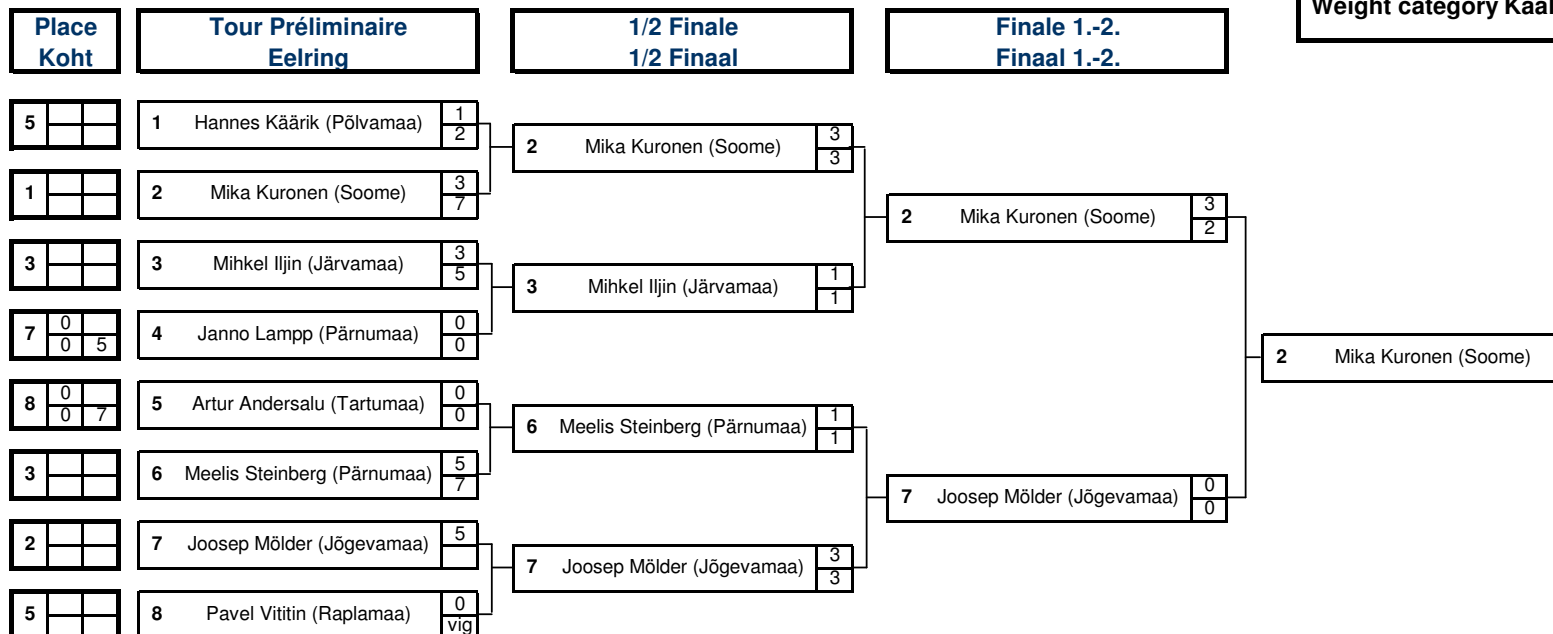 Weight category
Place
Koht
Tour Préliminaire
Eelring
1/2 Finale
1/2 Finaal
Finale 1.-2.
Finaal 1.-2.
5
1 Hannes Käärik (Põlvamaa) 1
2
2 Mika Kuronen (Soome) 3
3
1
2 Mika Kuronen (Soome) 3
7
2 Mika Kuronen (Soome) 3
2
3
3 Mihkel Iljin (Järvamaa) 3
5
3 Mihkel Iljin (Järvamaa) 1
1
7 0
0 5
4 Janno Lampp (Pärnumaa) 0
0
2 Mika Kuronen (Soome)
8 0
0 7
5 Artur Andersalu (Tartumaa) 0
0
6 Meelis Steinberg (Pärnumaa) 1
1
3
6 Meelis Steinberg (Pärnumaa) 5
7
7 Joosep Mölder (Jõgevamaa) 0
0
2
7 Joosep Mölder (Jõgevamaa) 5
7 Joosep Mölder (Jõgevamaa) 3
3
5
8 Pavel Vititin (Raplamaa) 0
vig